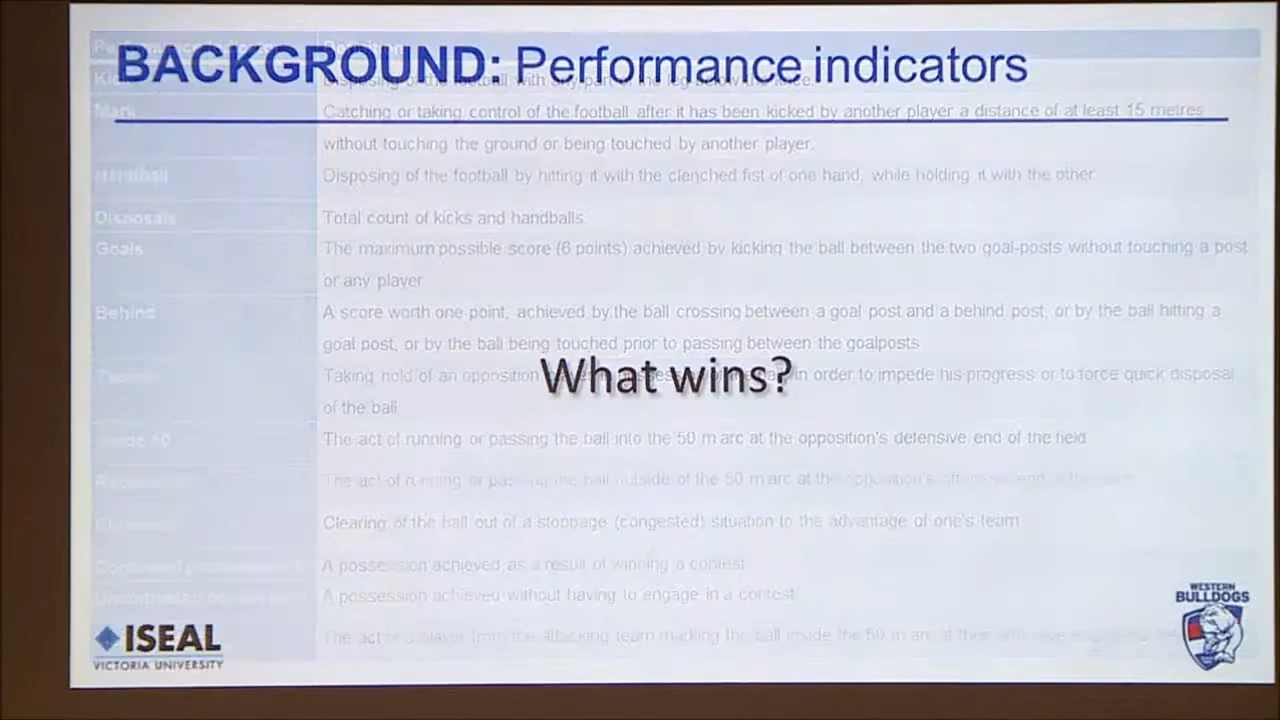 BACKGROUND: Performance indicators
Disposing of the football with any part of the leg below the knee.
Mark
Catching or taking control of the football after it has been kicked by another player a distance of at least 15 metres
without touching the ground or being touched by another player.
Handball
Disposing of the football by hitting it with the clenched fist of one hand, while holding it with the other
Disposals
Total count of kicks and handballs.
Goals
The maximum possible score (6 points) achieved by kicking the ball between the two goal-posts without touching a post
or any player
Behind
A score worth one point, achieved by the ball crossing between a goal post and a behind post, or by the ball hitting a
goal post, or by the ball being touched prior to passing between the goalposts
What wins?
Taking hold of an opposition in order to impede his progress or to force quick disposal
of the ball
The act of running or passing the ball into the 50 m arc at the opposition's defensive end of the field
The act of running or passing the ball outside of the 50 m arc at the opposition's
Clearing of the ball out of a stoppage (congested) situation to the advantage of one's team
A possession achieved as a result of winning a contest
A possession achieved without having to engage in a contest
The act of a player from the attacking team marking the ball inside the 50 m arc at their
ISEAL
VICTORIA UNIVERSITY
WESTERN
BULLDOGS